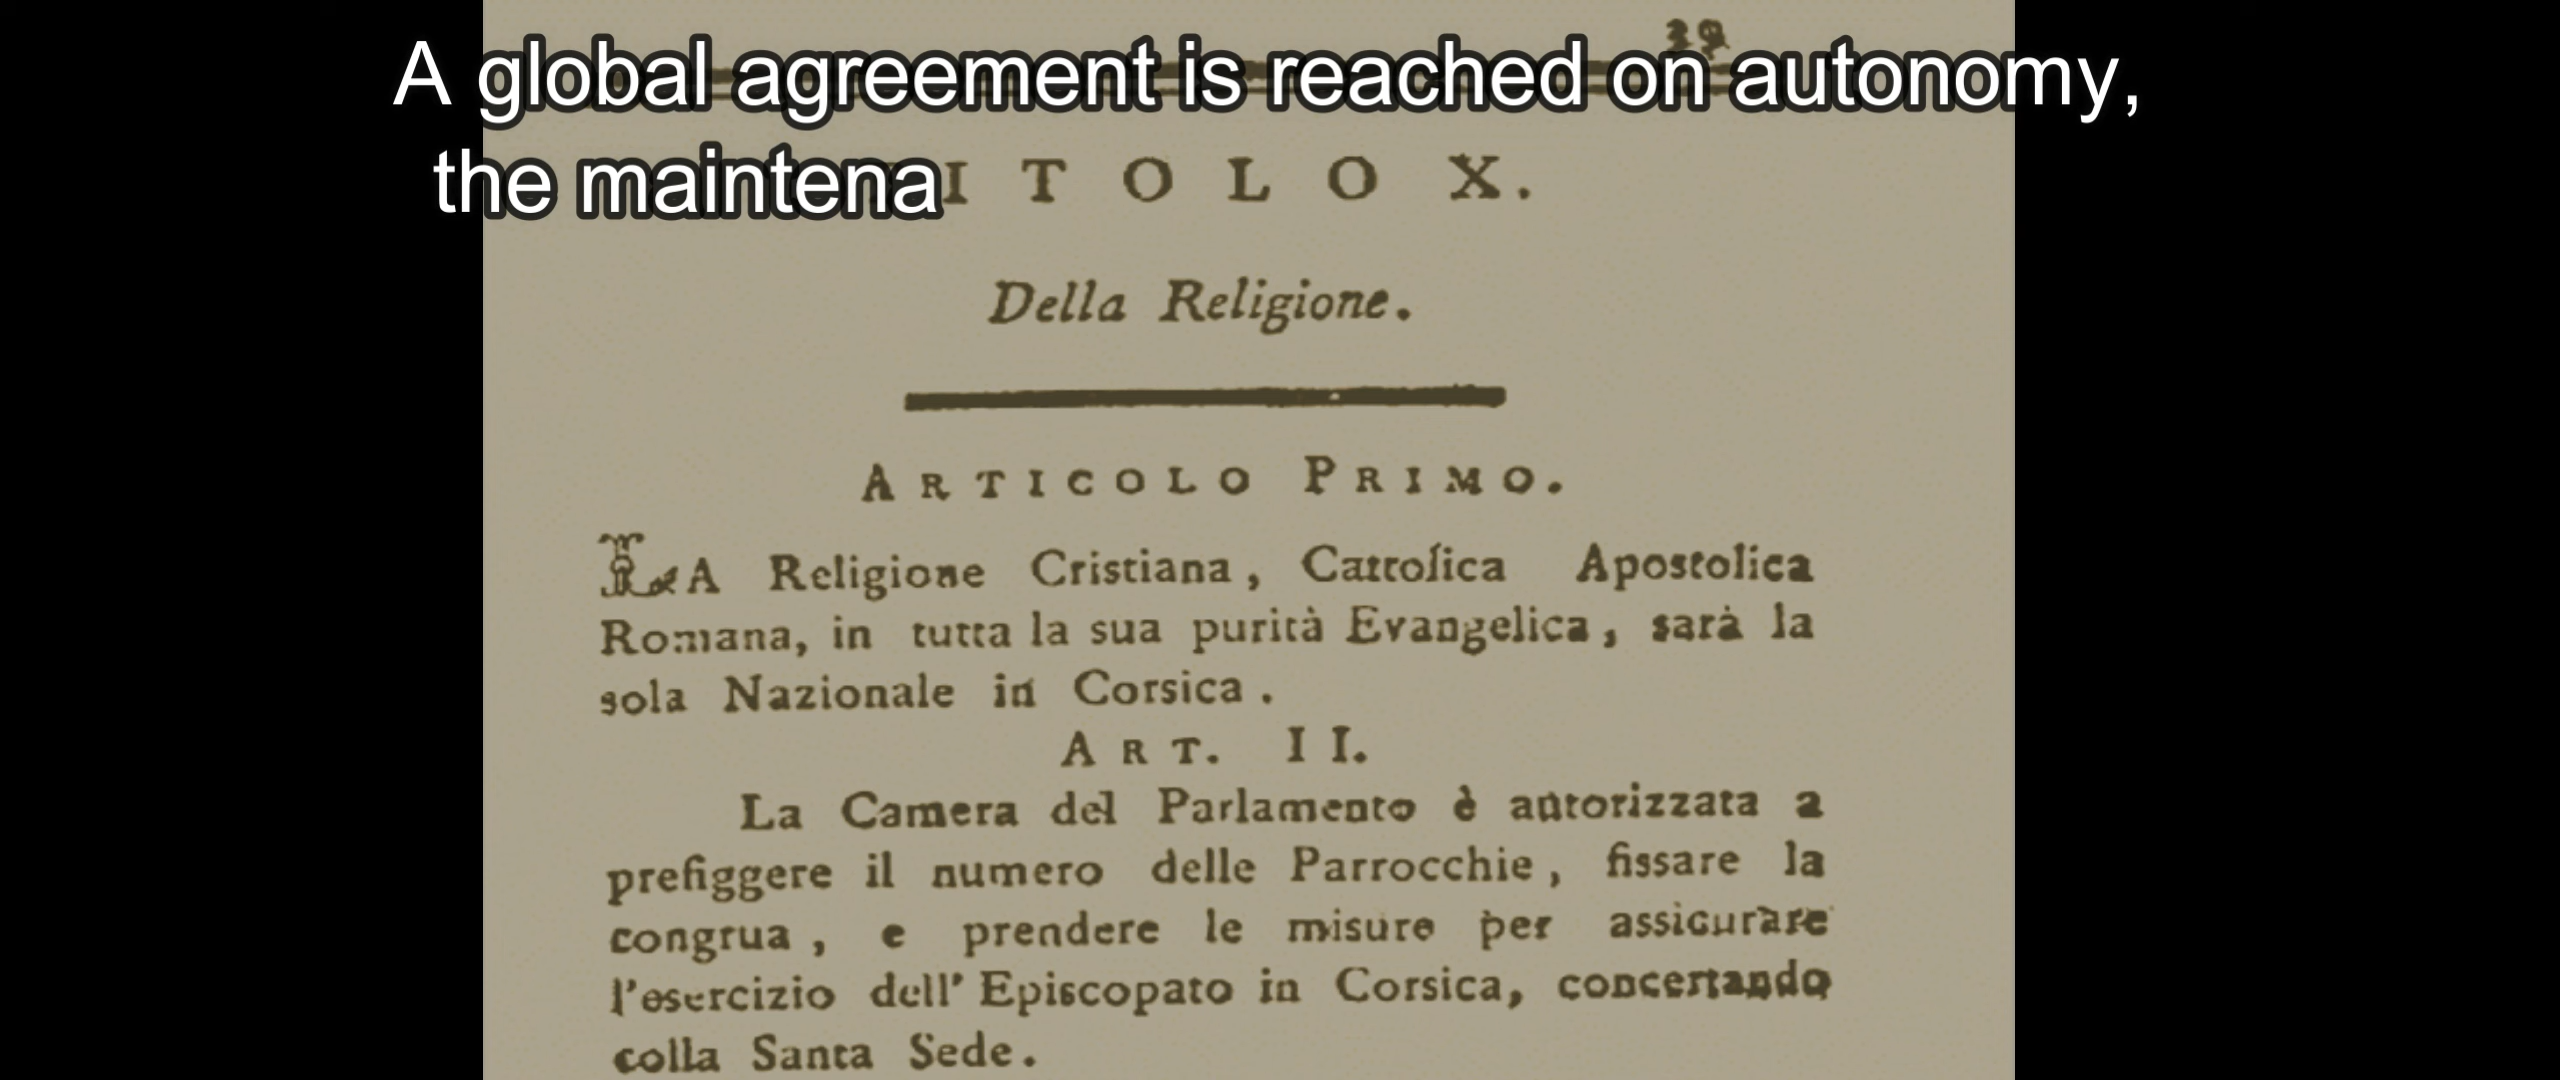 39
A global agreement is reached on autonomy,
the maintena
ITOLO X.
Della Religione.
ARTICOLO PRIMO.
LA Religione Cristiana, Cattolica Apostolica
Romana, in tutta la sua purità Evangelica, sarà la
sola Nazionale in Corsica.
ART. II.
La Camera del Parlamento è autorizzata a
prefiggere il numero delle Parrocchie, fissare la
congrua, e prendere le misure per assicurare
l'esercizio dell' Episcopato in Corsica, concertando
colla Santa Sede.